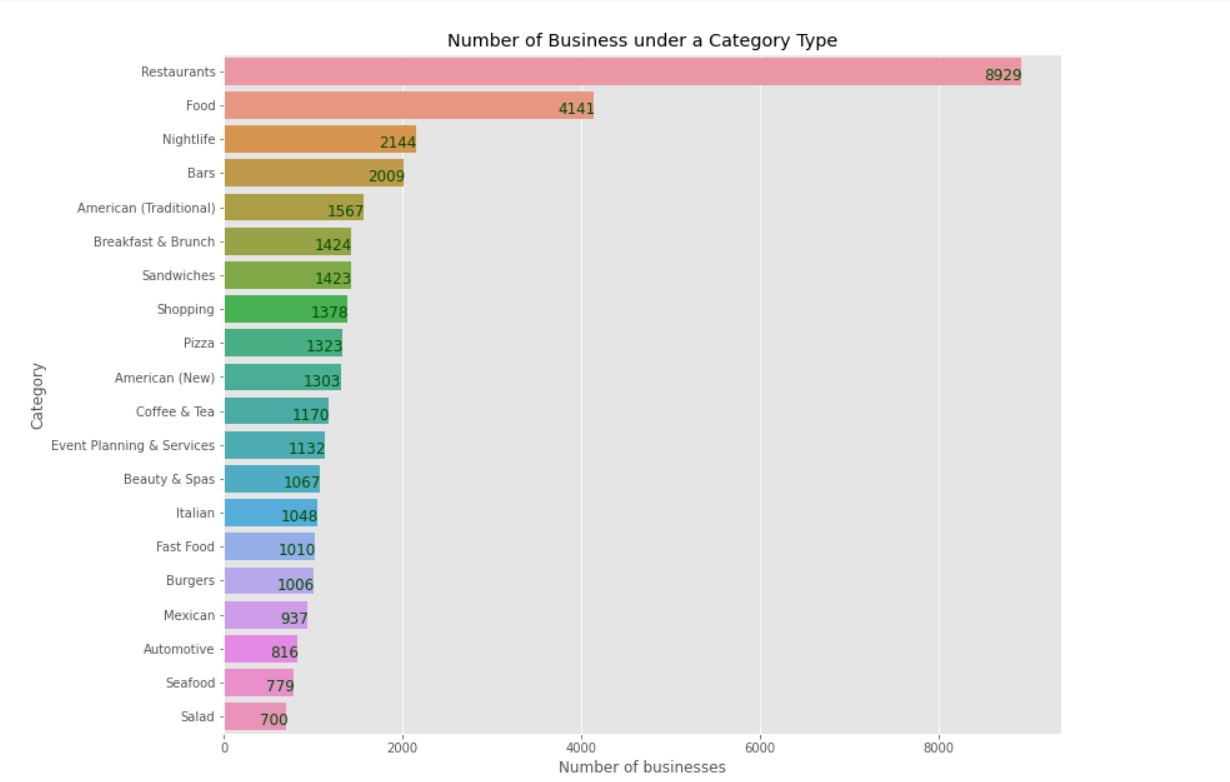 Number of Business under a Category Type
Restaurants 8929
Food 4141
Nightlife 2144
Bars 2009
American (Traditional) 1567
Breakfast & Brunch 1424
Sandwiches 1423
Shopping 1378
Pizza 1323
American (New) 1303
Coffee & Tea 1170
Event Planning & Services 1132
Beauty & Spas 1067
Italian 1048
Fast Food 1010
Burgers 1006
Mexican 937
Automotive 816
Seafood 779
Salad 700
Category
0 2000 4000 6000 8000
Number of businesses